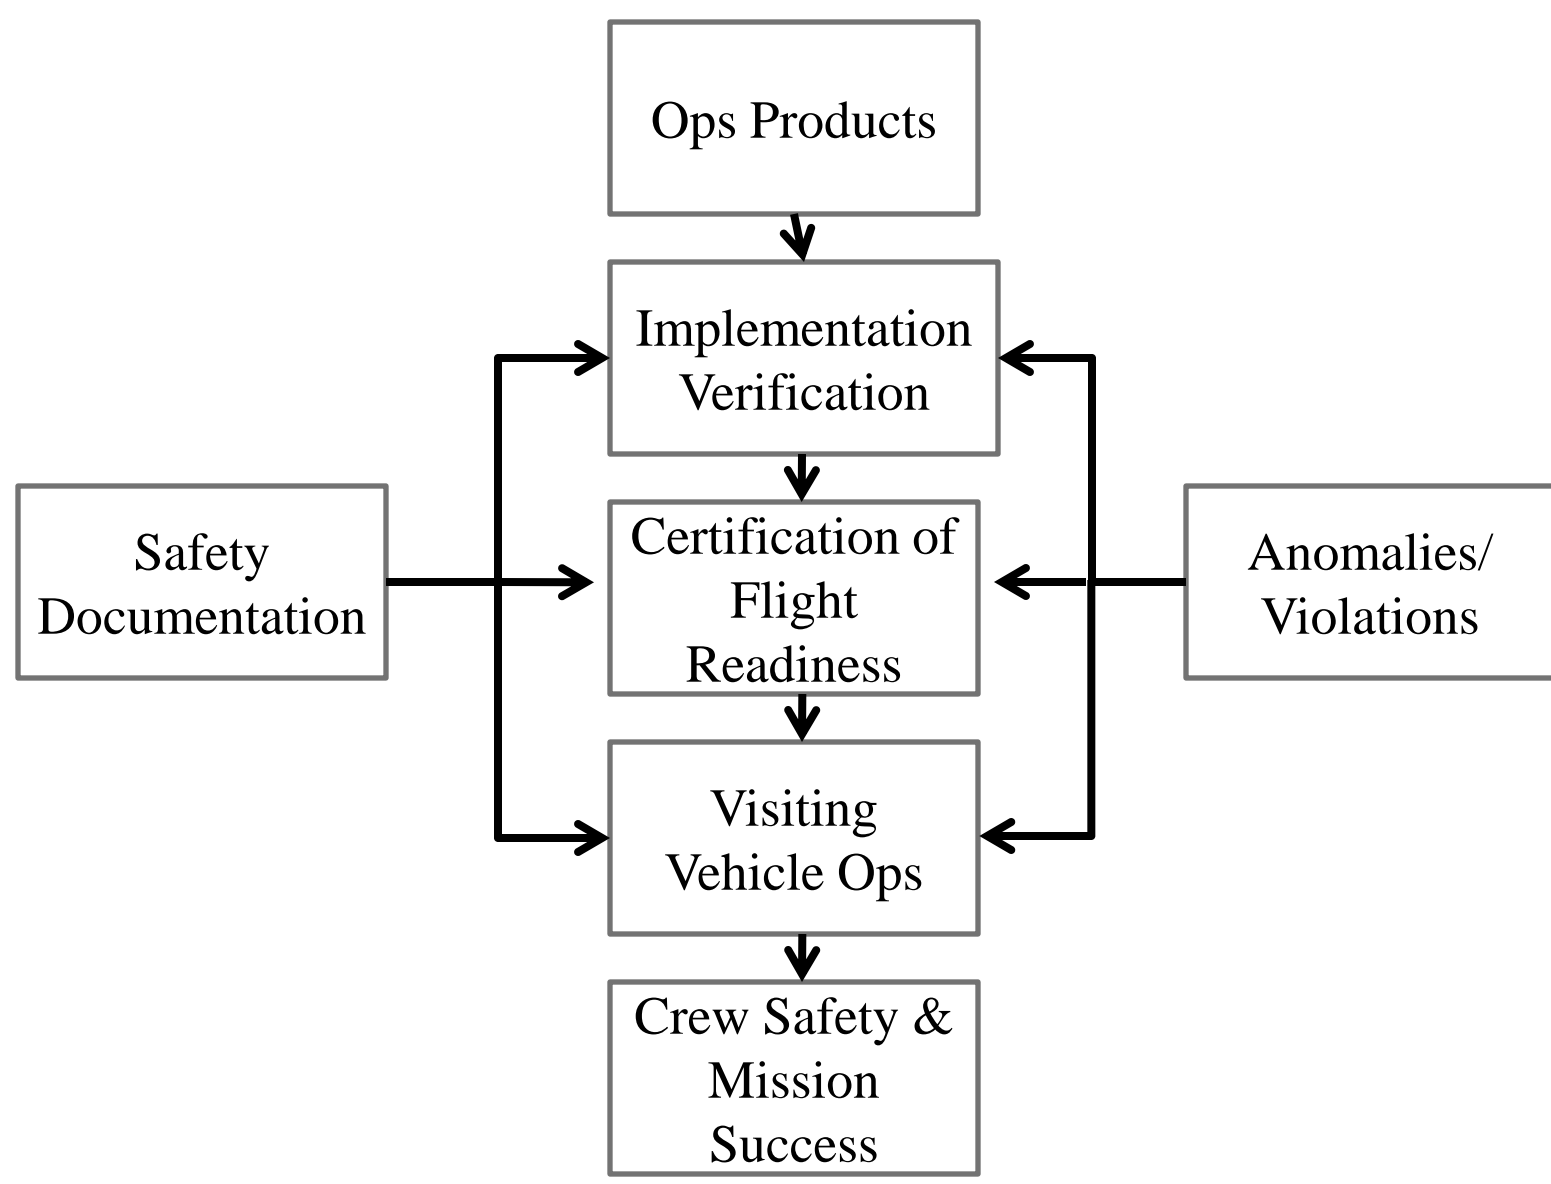 Ops Products
Implementation
Verification
Safety
Documentation
Certification of
Flight
Readiness
Anomalies/
Violations
Visiting
Vehicle Ops
Crew Safety &
Mission
Success